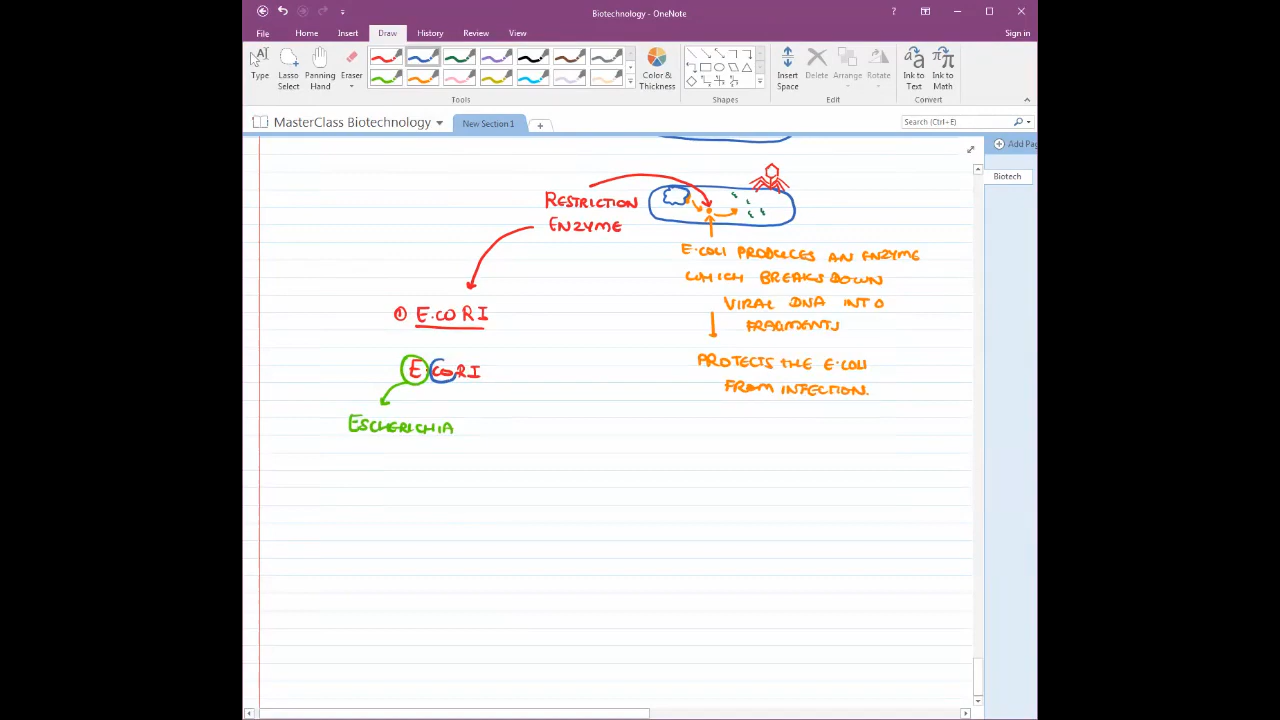 Biotechnology - OneNote
?
File
Home
Insert
Draw
History
Review
View
Sign in
Type
Lasso Select
Panning Hand
Eraser
Color & Thickness
Insert Space
Delete
Arrange
Rotate
Ink to Text
Ink to Math
Tools
Shapes
Edit
Convert
MasterClass Biotechnology
New Section 1
Search (Ctrl+E)
Add Pag
Biotech
RESTRICTION
ENZYME
E.COLI PRODUCES AN ENZYME
WHICH BREAKS DOWN
VIRAL DNA INTO
FRAGMENTS
PROTECTS THE E.COLI
FROM INFECTION.
① E.CO R I
E.CO R I
ESCHERICHIA